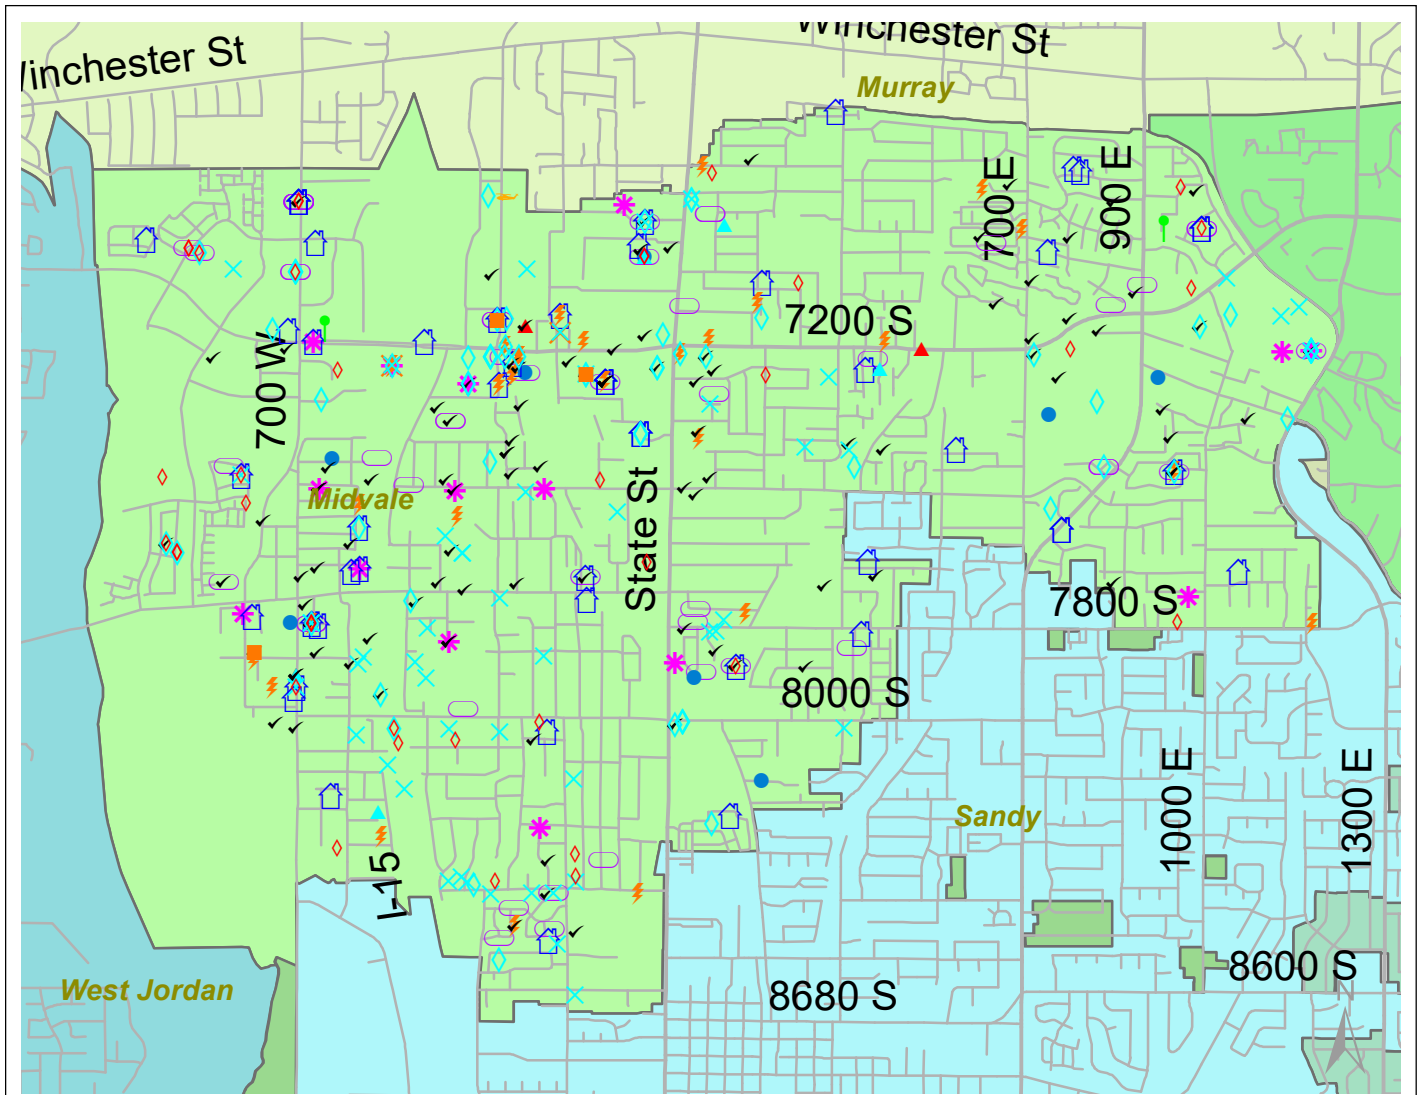 Winchester St
Winchester St
Murray
700 E
900 E
7200 S
700 W
Midvale
State St
7800 S
8000 S
Sandy
1000 E
1300 E
I-15
West Jordan
8600 S
8680 S
N